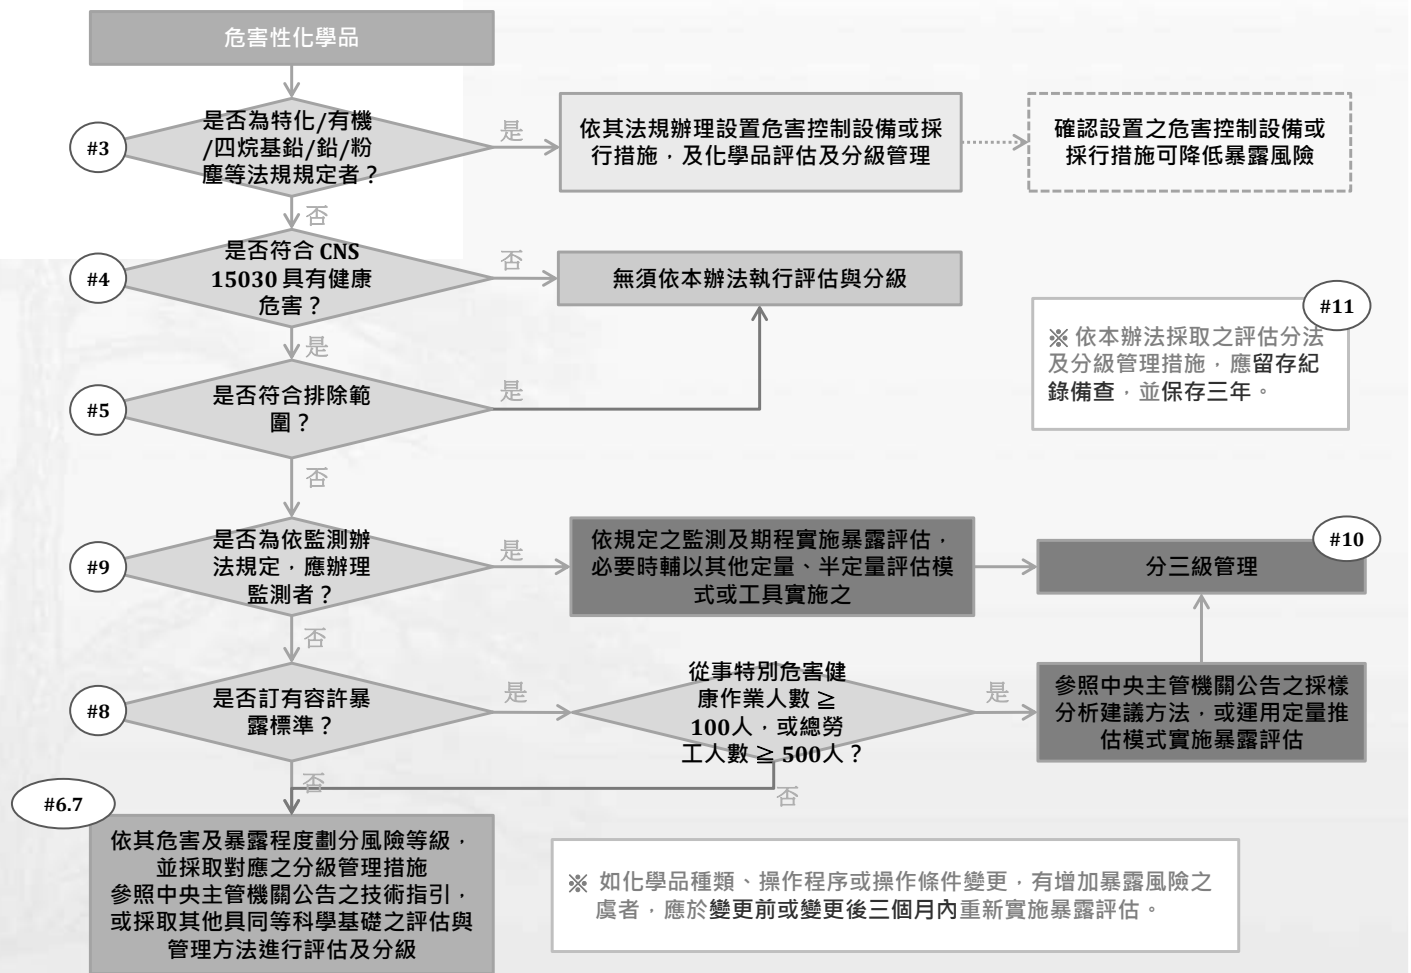 危害性化學品
#3
是否為特化/有機
/四烷基鉛/鉛/粉
塵等法規規定者？
是
依其法規辦理設置危害控制設備或採
行措施，及化學品評估及分級管理
確認設置之危害控制設備或
採行措施可降低暴露風險
否
#4
是否符合 CNS
15030 具有健康
危害？
否
無須依本辦法執行評估與分級
是
#11
※ 依本辦法採取之評估分法
及分級管理措施，應留存紀
錄備查，並保存三年。
#5
是否符合排除範
圍？
是
否
#9
是否為依監測辦
法規定，應辦理
監測者？
是
依規定之監測及期程實施暴露評估，
必要時輔以其他定量、半定量評估模
式或工具實施之
#10
分三級管理
否
#8
是否訂有容許暴
露標準？
是
從事特別危害健
康作業人數 ≧
100人，或總勞
工人數 ≧ 500人？
是
參照中央主管機關公告之採樣
分析建議方法，或運用定量推
估模式實施暴露評估
否
否
#6.7
依其危害及暴露程度劃分風險等級，
並採取對應之分級管理措施
參照中央主管機關公告之技術指引，
或採取其他具同等科學基礎之評估與
管理方法進行評估及分級
※ 如化學品種類、操作程序或操作條件變更，有增加暴露風險之
虞者，應於變更前或變更後三個月內重新實施暴露評估。